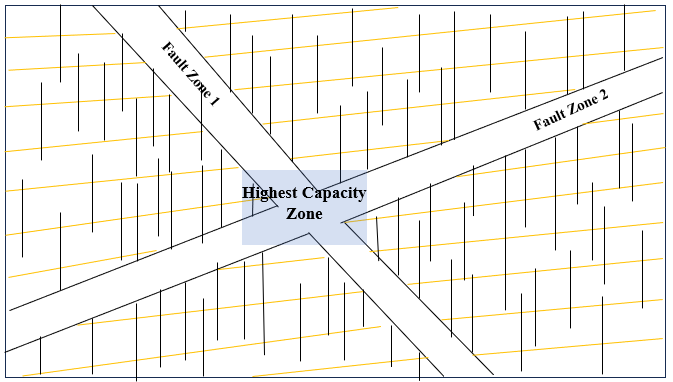 Fault Zone 1
Fault Zone 2
Highest Capacity
Zone